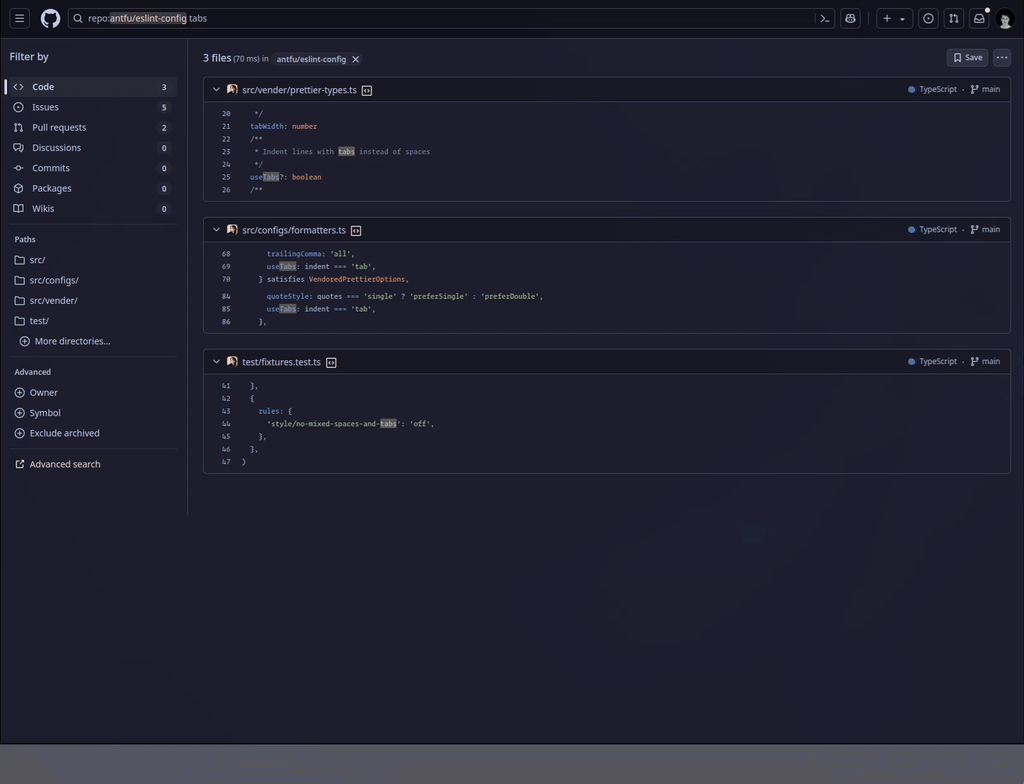 repo:antfu/eslint-config tabs
Filter by
Code 3
Issues 5
Pull requests 2
Discussions 0
Commits 0
Packages 0
Wikis 0
Paths
src/
src/configs/
src/vender/
test/
More directories...
Advanced
Owner
Symbol
Exclude archived
Advanced search
3 files (70 ms) in antfu/eslint-config
Save
src/vender/prettier-types.ts TypeScript · main
20 */
21 tabWidth: number
22 /**
23 * Indent lines with tabs instead of spaces
24 */
25 useTabs?: boolean
26 /**
src/configs/formatters.ts TypeScript · main
68 trailingComma: 'all',
69 useTabs: indent === 'tab',
70 } satisfies VendoredPrettierOptions,
84 quoteStyle: quotes === 'single' ? 'preferSingle' : 'preferDouble',
85 useTabs: indent === 'tab',
86 },
test/fixtures.test.ts TypeScript · main
41 },
42 {
43 rules: {
44 'style/no-mixed-spaces-and-tabs': 'off',
45 },
46 },
47 )